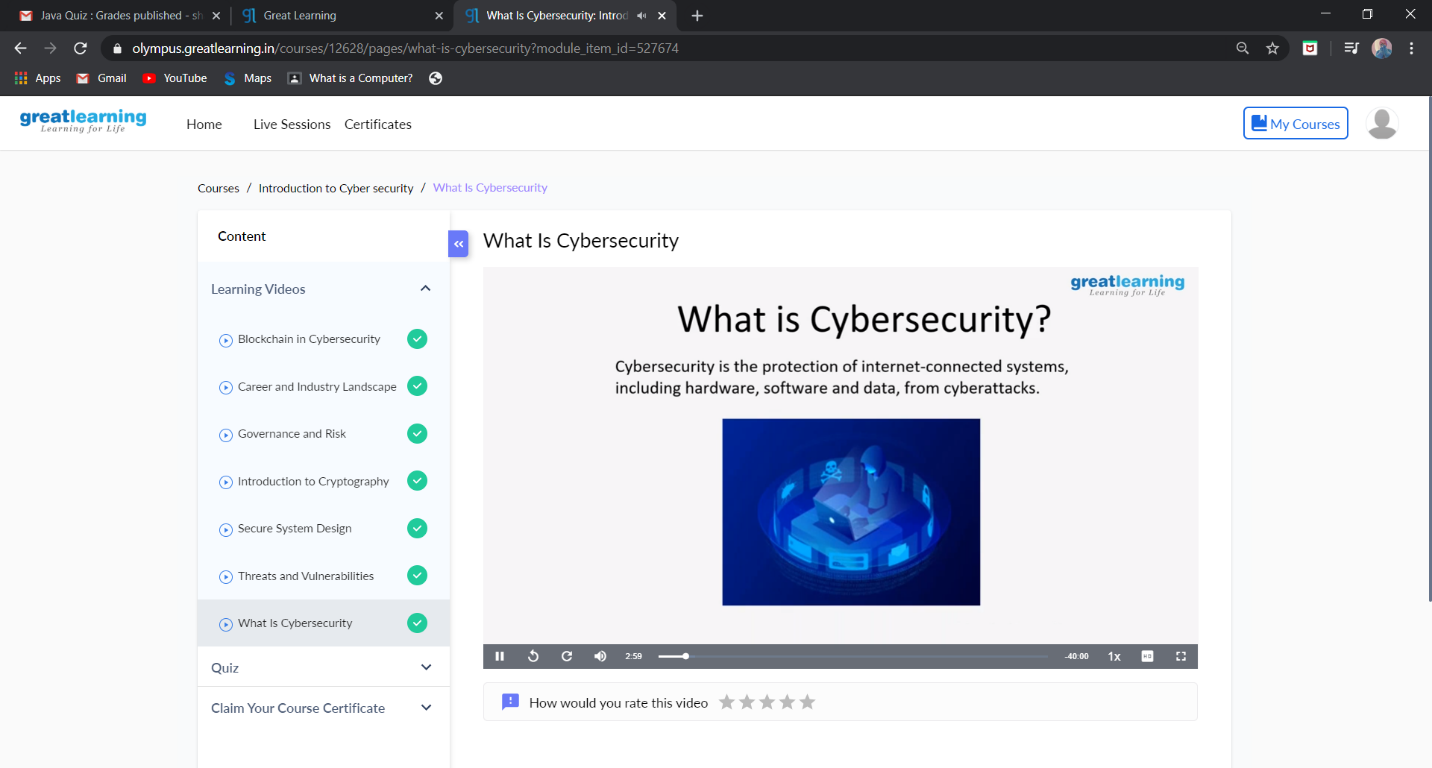 Java Quiz : Grades published - sh
Great Learning
What Is Cybersecurity: Introd
olympus.greatlearning.in/courses/12628/pages/what-is-cybersecurity?module_item_id=527674
Apps
Gmail
YouTube
Maps
What is a Computer?
greatlearning
Learning for Life
Home
Live Sessions
Certificates
My Courses
Courses / Introduction to Cyber security / What Is Cybersecurity
Content
Learning Videos
Blockchain in Cybersecurity
Career and Industry Landscape
Governance and Risk
Introduction to Cryptography
Secure System Design
Threats and Vulnerabilities
What Is Cybersecurity
Quiz
Claim Your Course Certificate
What Is Cybersecurity
greatlearning
Learning for Life
What is Cybersecurity?
Cybersecurity is the protection of internet-connected systems,
including hardware, software and data, from cyberattacks.
2:59
-40:00
1x
How would you rate this video